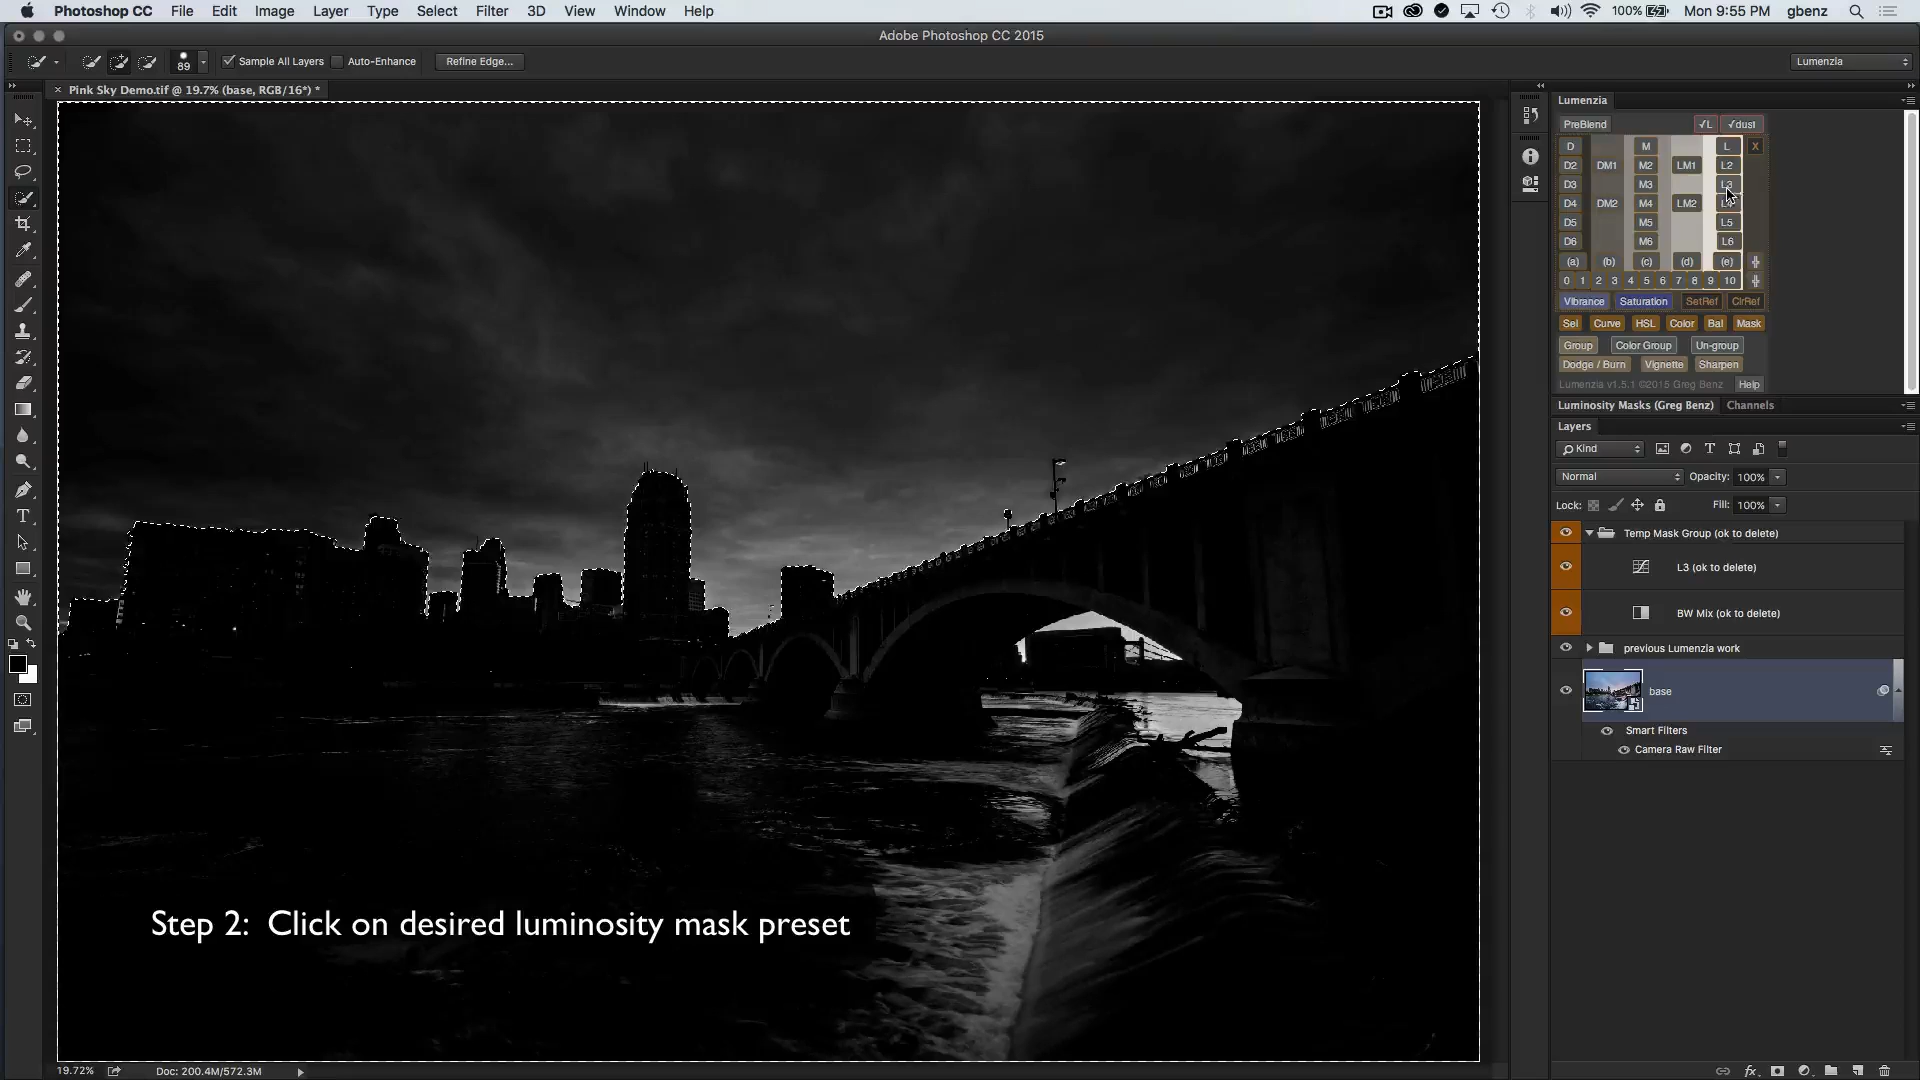 Photoshop CC File Edit Image Layer Type Select Filter 3D View Window Help 100% Mon 9:55 PM gbenz
Adobe Photoshop CC 2015
89 Sample All Layers Auto-Enhance Refine Edge... Lumenzia
× Pink Sky Demo.tif @ 19.7% (base, RGB/16*) *
Lumenzia
PreBlend √L √dust
D M L X
D2 DM1 M2 LM1 L2
D3 M3 L3
D4 DM2 M4 LM2
D5 M5 L5
D6 M6 L6
(a) (b) (c) (d) (e)
0 1 2 3 4 5 6 7 8 9 10
Vibrance Saturation SetRef ClrRef
Sel Curve HSL Color Bal Mask
Group Color Group Un-group
Dodge / Burn Vignette Sharpen
Lumenzia v1.5.1 ©2015 Greg Benz Help
Luminosity Masks (Greg Benz) Channels
Layers
Kind
Normal Opacity: 100%
Lock: Fill: 100%
Temp Mask Group (ok to delete)
L3 (ok to delete)
BW Mix (ok to delete)
previous Lumenzia work
base
Smart Filters
Camera Raw Filter
Step 2: Click on desired luminosity mask preset
19.72% Doc: 200.4M/572.3M